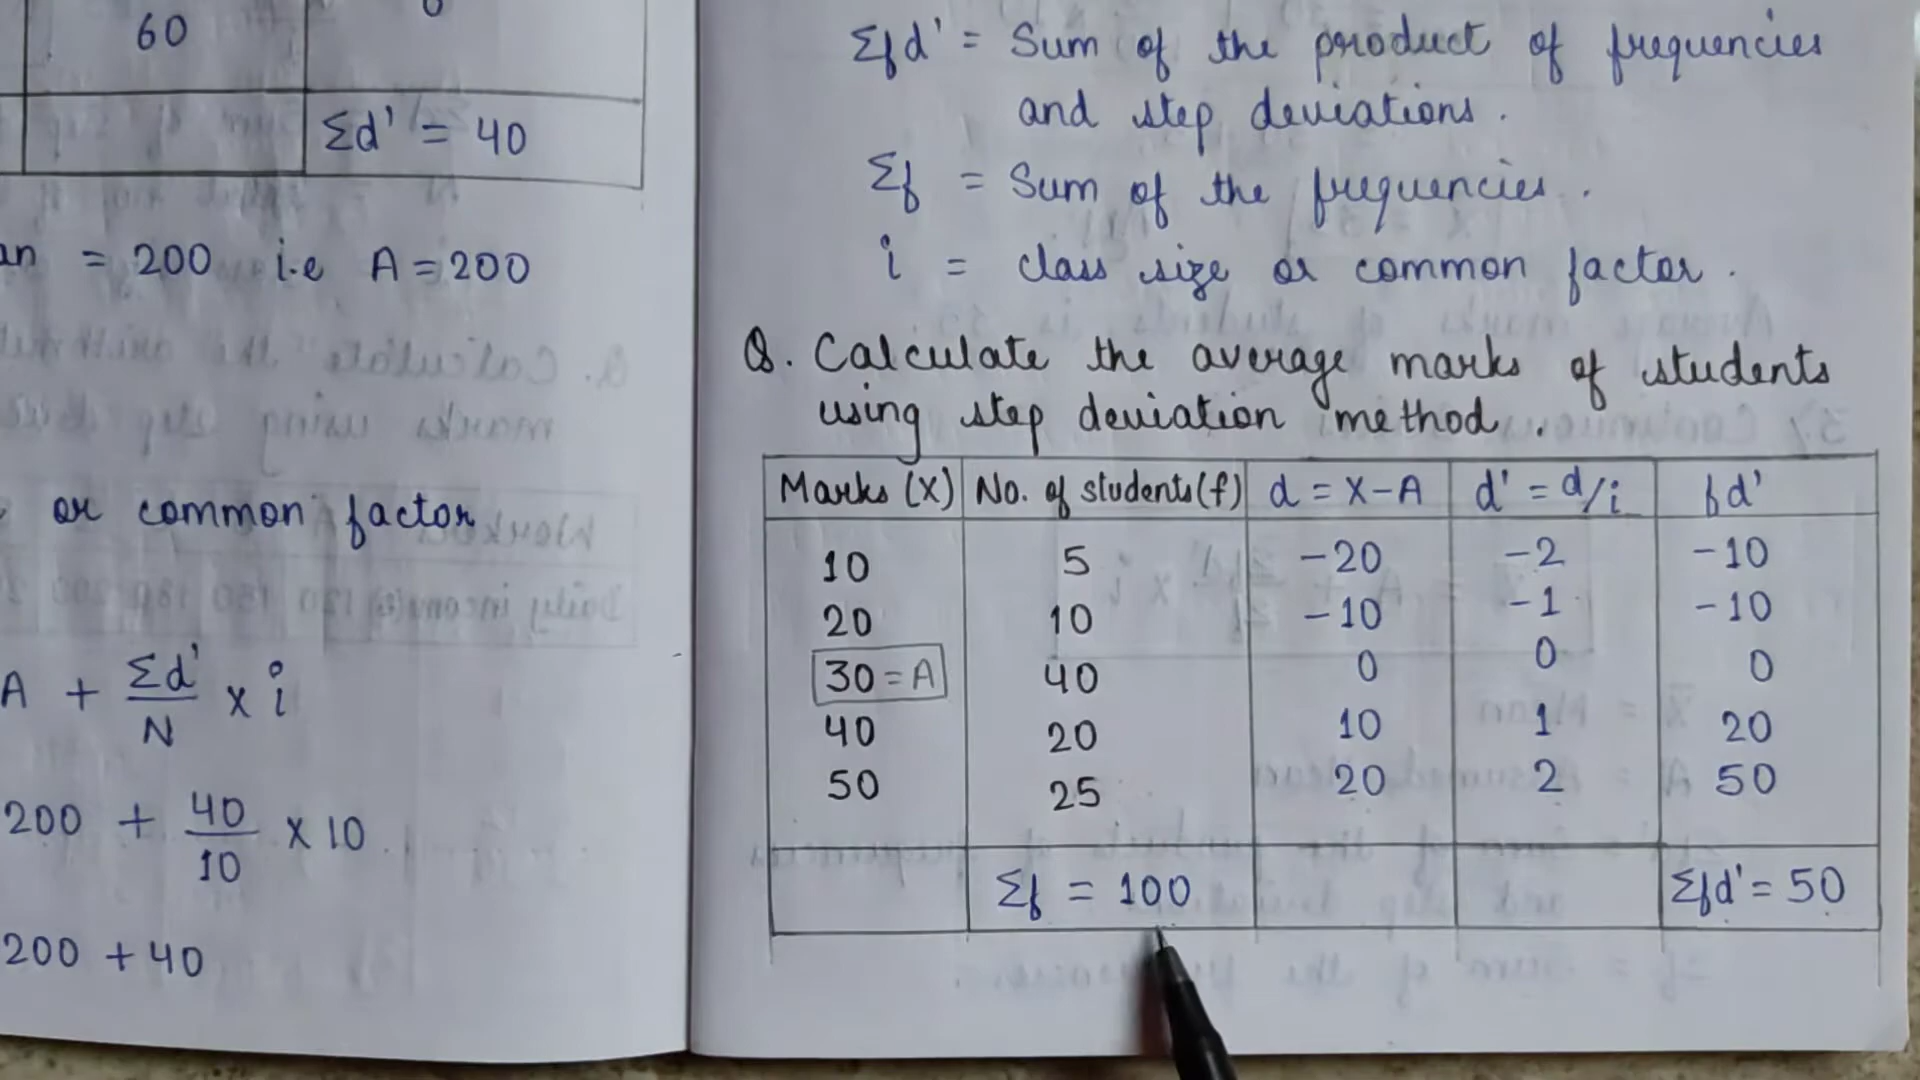 60
Σd' = 40
= 200 i.e A = 200
or common factor
A + Σd'/N × i
200 + 40/10 × 10
200 + 40
Σfd' = Sum of the product of frequencies
and step deviations.
Σf = Sum of the frequencies.
i = class size or common factor.
Q. Calculate the average marks of students
using step deviation method.
Marks (X) No. of students (f) d = X-A d' = d/i fd'
10 5 -20 -2 -10
20 10 -10 -1 -10
30 = A 40 0 0 0
40 20 10 1 20
50 25 20 2 50
Σf = 100 Σfd' = 50